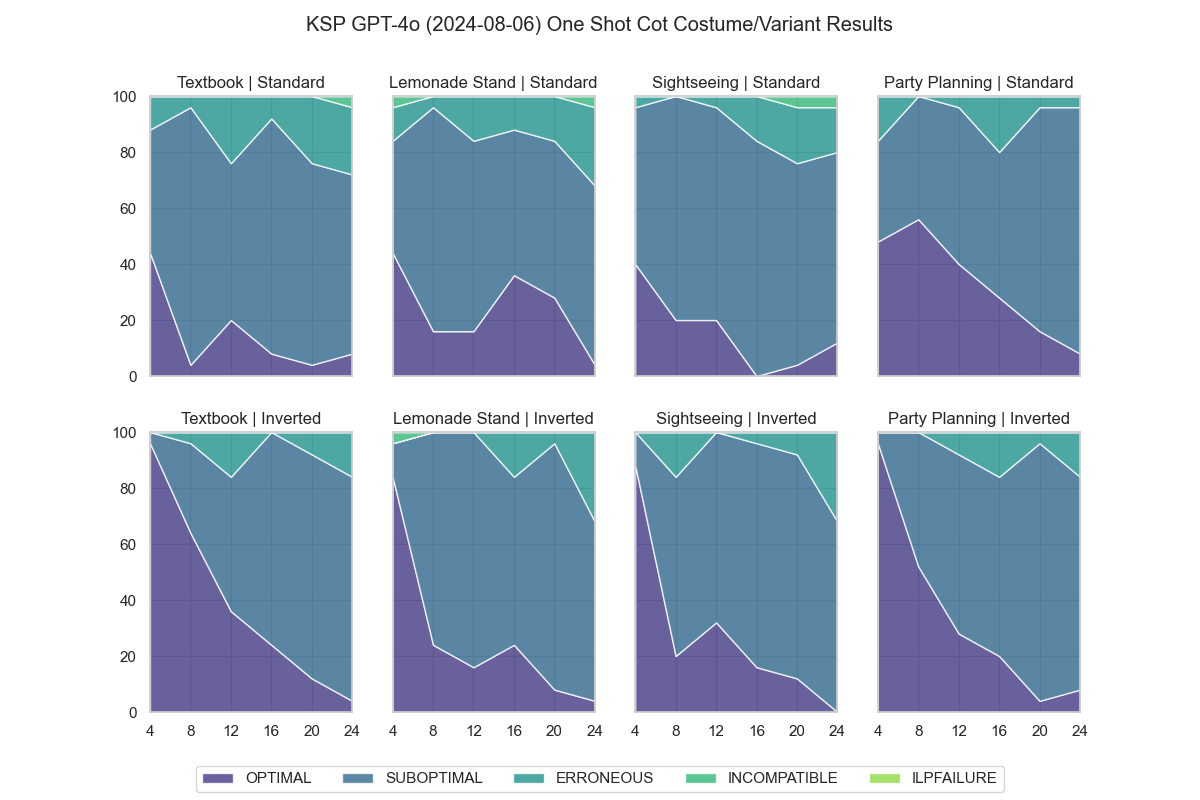 KSP GPT-4o (2024-08-06) One Shot Cot Costume/Variant Results
Textbook | Standard
Lemonade Stand | Standard
Sightseeing | Standard
Party Planning | Standard
100
80
60
40
20
0
Textbook | Inverted
Lemonade Stand | Inverted
Sightseeing | Inverted
Party Planning | Inverted
100
80
60
40
20
0
4 8 12 16 20 24
4 8 12 16 20 24
4 8 12 16 20 24
4 8 12 16 20 24
OPTIMAL SUBOPTIMAL ERRONEOUS INCOMPATIBLE ILPFAILURE